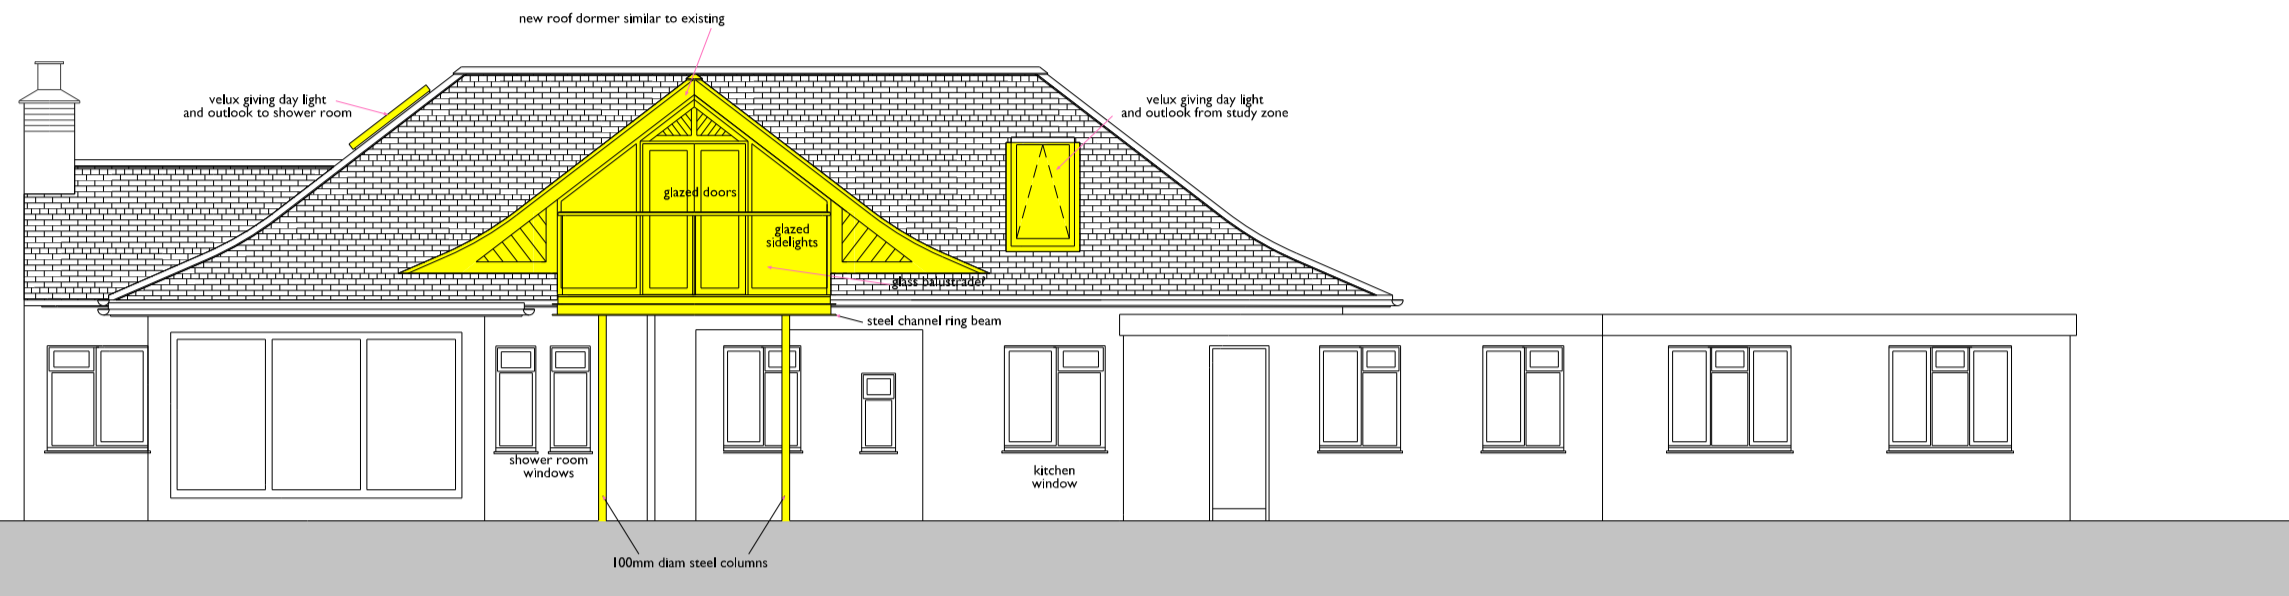 new roof dormer similar to existing
velux giving day light
and outlook to shower room
velux giving day light
and outlook from study zone
glazed doors
glazed
sidelights
glass balustrade?
steel channel ring beam
shower room
windows
kitchen
window
100mm diam steel columns